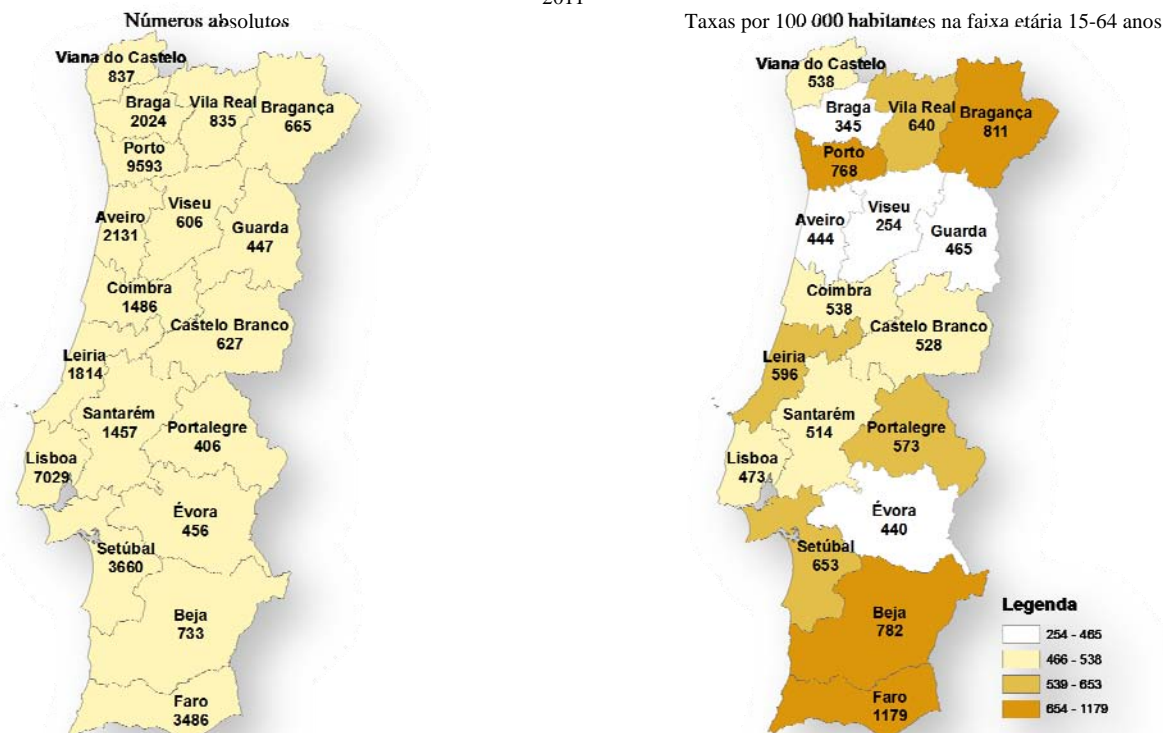 2011
Números absolutos
Viana do Castelo
837
Braga
2024
Vila Real
835
Bragança
665
Porto
9593
Aveiro
2131
Viseu
606
Guarda
447
Coimbra
1486
Castelo Branco
627
Leiria
1814
Santarém
1457
Portalegre
406
Lisboa
7029
Évora
456
Setúbal
3660
Beja
733
Faro
3486
Taxas por 100 000 habitantes na faixa etária 15-64 anos
Viana do Castelo
538
Braga
345
Vila Real
640
Bragança
811
Porto
768
Aveiro
444
Viseu
254
Guarda
465
Coimbra
538
Castelo Branco
528
Leiria
596
Santarém
514
Portalegre
573
Lisboa
473
Évora
440
Setúbal
653
Beja
782
Faro
1179
Legenda
254 - 465
466 - 538
539 - 653
654 - 1179